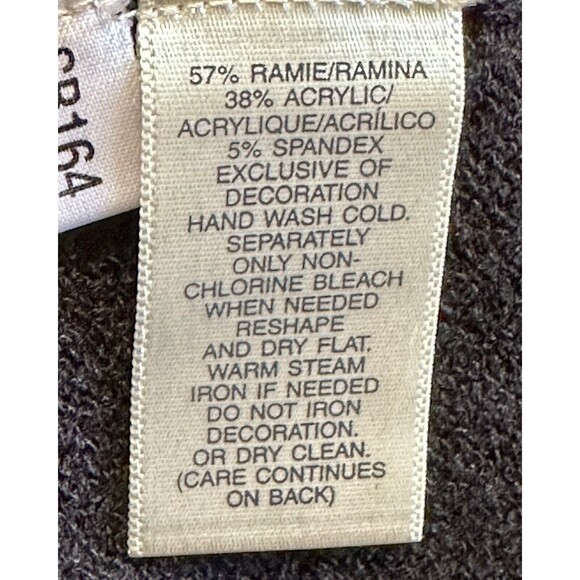 57% RAMIE/RAMINA
38% ACRYLIC/
ACRYLIQUE/ACRÍLICO
5% SPANDEX
EXCLUSIVE OF
DECORATION
HAND WASH COLD.
SEPARATELY
ONLY NON-
CHLORINE BLEACH
WHEN NEEDED
RESHAPE
AND DRY FLAT.
WARM STEAM
IRON IF NEEDED
DO NOT IRON
DECORATION.
OR DRY CLEAN.
(CARE CONTINUES
ON BACK)